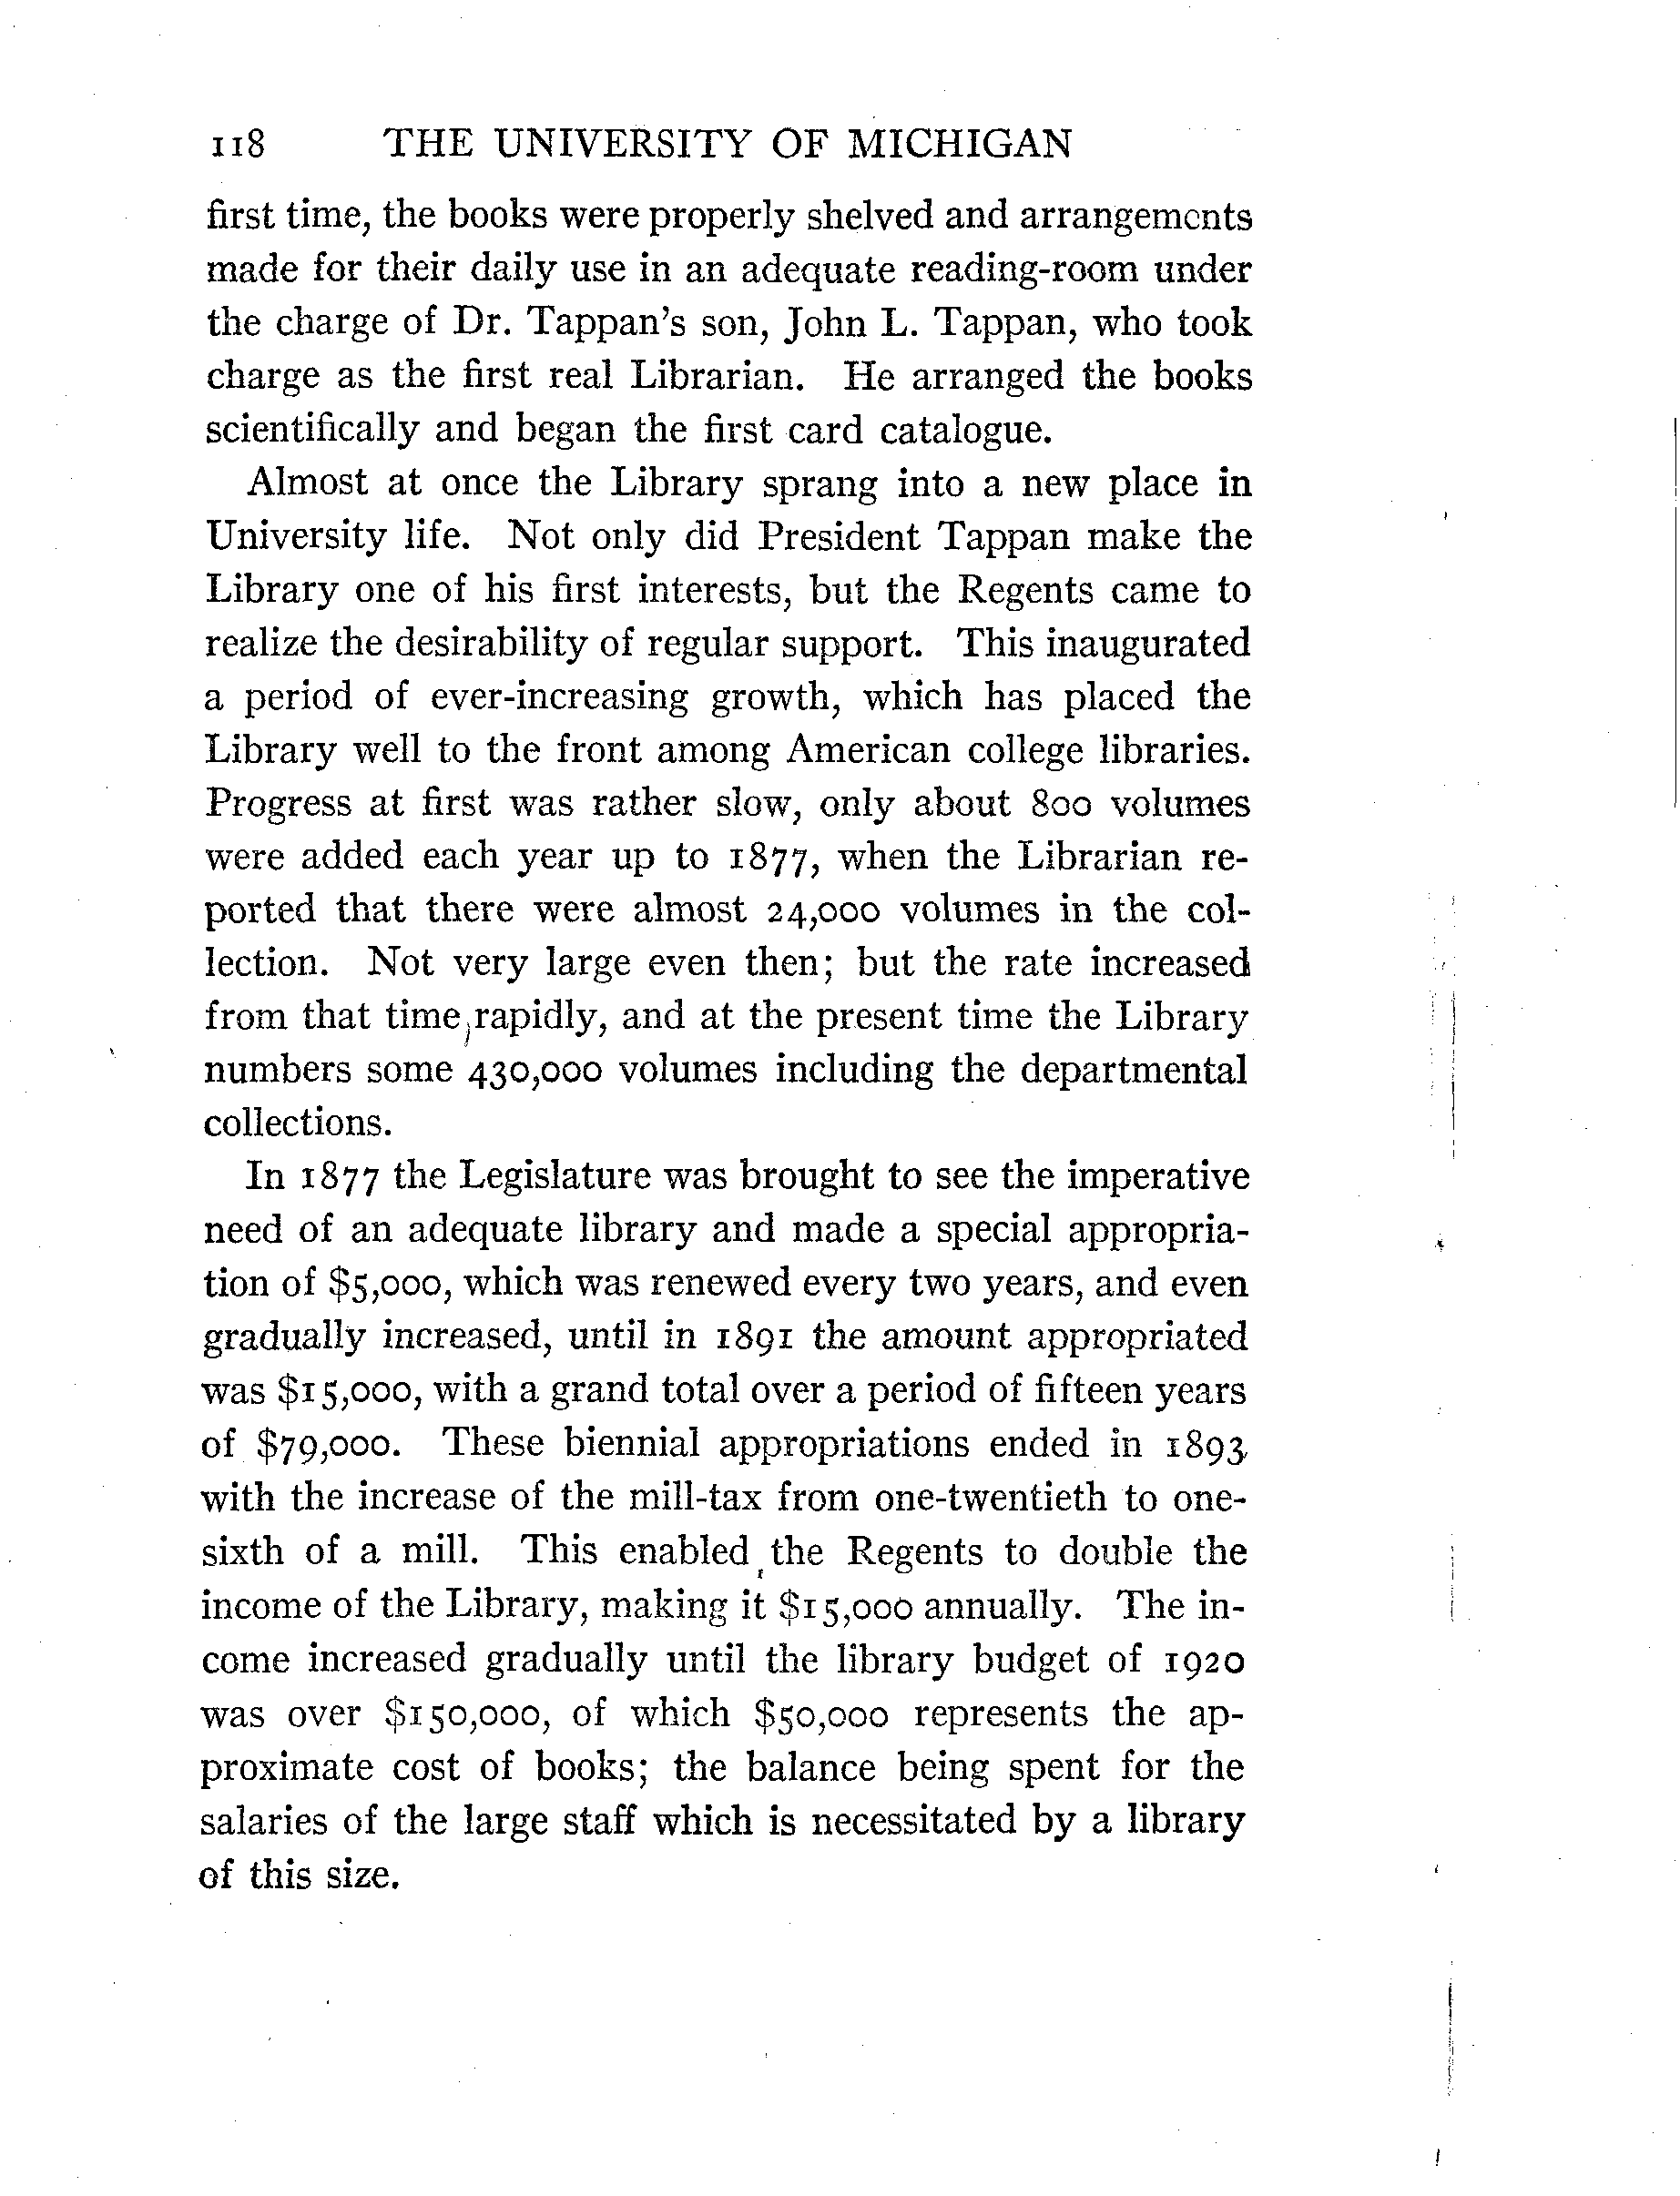 118 THE UNIVERSITY OF MICHIGAN
first time, the books were properly shelved and arrangements
made for their daily use in an adequate reading-room under
the charge of Dr. Tappan's son, John L. Tappan, who took
charge as the first real Librarian. He arranged the books
scientifically and began the first card catalogue.
Almost at once the Library sprang into a new place in
University life. Not only did President Tappan make the
Library one of his first interests, but the Regents came to
realize the desirability of regular support. This inaugurated
a period of ever-increasing growth, which has placed the
Library well to the front among American college libraries.
Progress at first was rather slow, only about 800 volumes
were added each year up to 1877, when the Librarian re-
ported that there were almost 24,000 volumes in the col-
lection. Not very large even then; but the rate increased
from that time rapidly, and at the present time the Library
numbers some 430,000 volumes including the departmental
collections.
In 1877 the Legislature was brought to see the imperative
need of an adequate library and made a special appropria-
tion of $5,000, which was renewed every two years, and even
gradually increased, until in 1891 the amount appropriated
was $15,000, with a grand total over a period of fifteen years
of $79,000. These biennial appropriations ended in 1893
with the increase of the mill-tax from one-twentieth to one-
sixth of a mill. This enabled the Regents to double the
income of the Library, making it $15,000 annually. The in-
come increased gradually until the library budget of 1920
was over $150,000, of which $50,000 represents the ap-
proximate cost of books; the balance being spent for the
salaries of the large staff which is necessitated by a library
of this size.